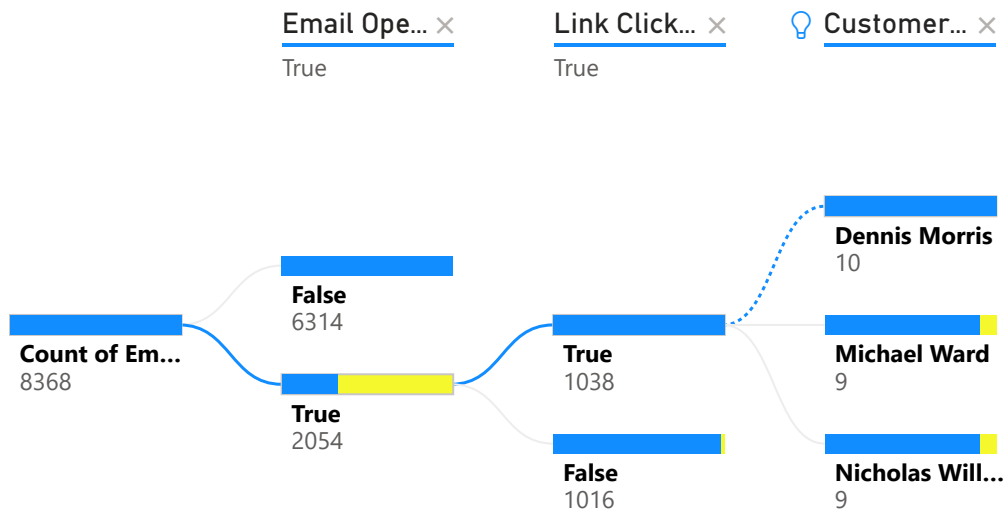 Email Ope... ×
Link Click... ×
Customer... ×
True
True
Dennis Morris
10
False
6314
Count of Em...
8368
True
1038
Michael Ward
9
True
2054
False
1016
Nicholas Will...
9